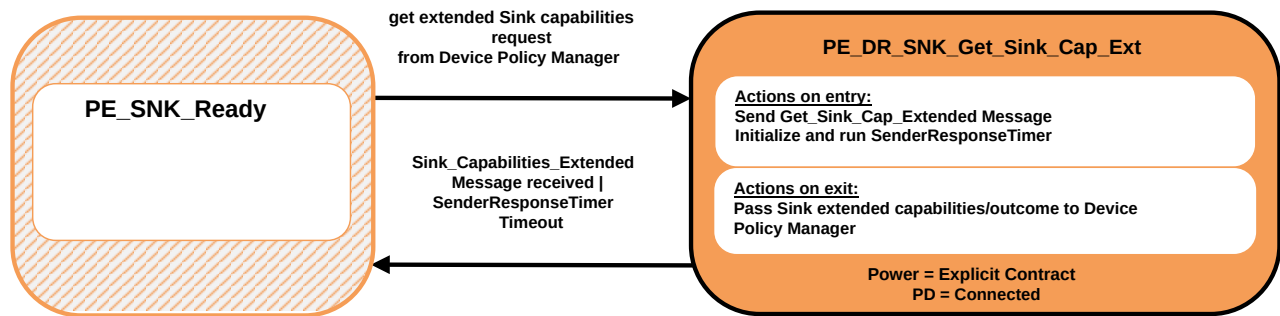 get extended Sink capabilities
request
from Device Policy Manager
PE_SNK_Ready
Sink_Capabilities_Extended
Message received |
SenderResponseTimer
Timeout
PE_DR_SNK_Get_Sink_Cap_Ext
Actions on entry:
Send Get_Sink_Cap_Extended Message
Initialize and run SenderResponseTimer
Actions on exit:
Pass Sink extended capabilities/outcome to Device
Policy Manager
Power = Explicit Contract
PD = Connected